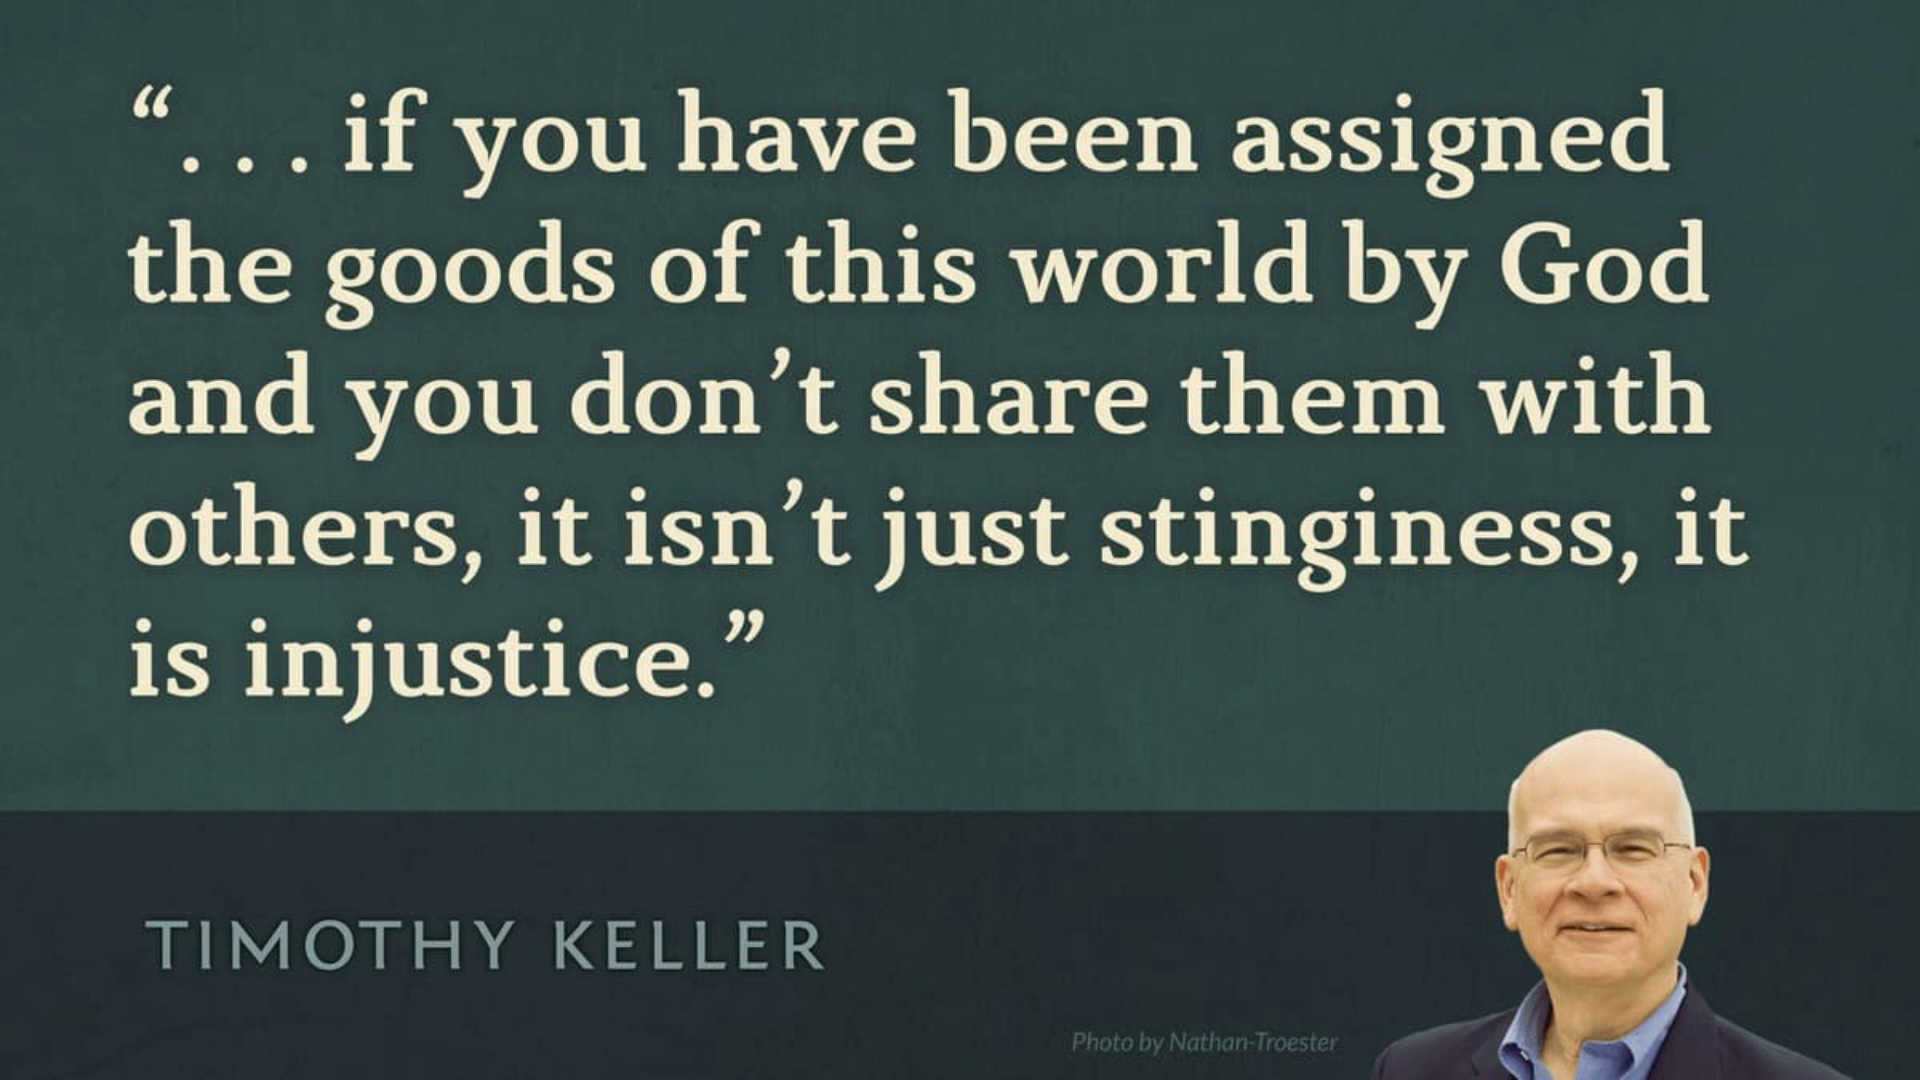 “. . . if you have been assigned
the goods of this world by God
and you don’t share them with
others, it isn’t just stinginess, it
is injustice.”
TIMOTHY KELLER
Photo by Nathan-Troester